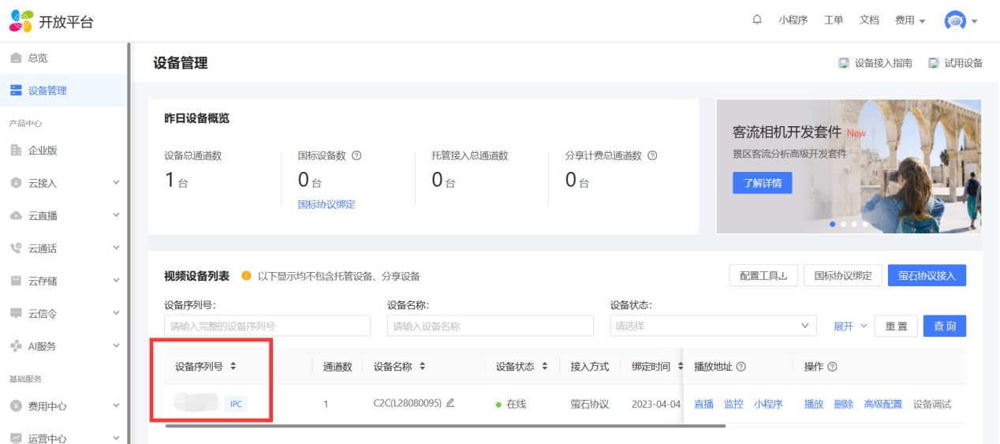 开放平台
小程序 工单 文档 费用
总览
设备管理
产品中心
企业版
云接入
云直播
云通话
云存储
云信令
AI服务
基础服务
费用中心
运营中心
设备管理
设备接入指南 试用设备
昨日设备概览
设备总通道数 国标设备数 托管接入总通道数 分享计费总通道数
1 台 0 台 0 台 0 台
国标协议绑定
客流相机开发套件 New
景区客流分析高级开发套件
了解详情
视频设备列表 以下显示均不包含托管设备、分享设备
配置工具 国标协议绑定 萤石协议接入
设备序列号: 设备名称: 设备状态:
请输入完整的设备序列号 请输入设备名称 请选择 展开 重置 查询
设备序列号 通道数 设备名称 设备状态 接入方式 绑定时间 播放地址 操作
IPC 1 C2C(L28080095) 在线 萤石协议 2023-04-04 直播 监控 小程序 播放 删除 高级配置 设备调试